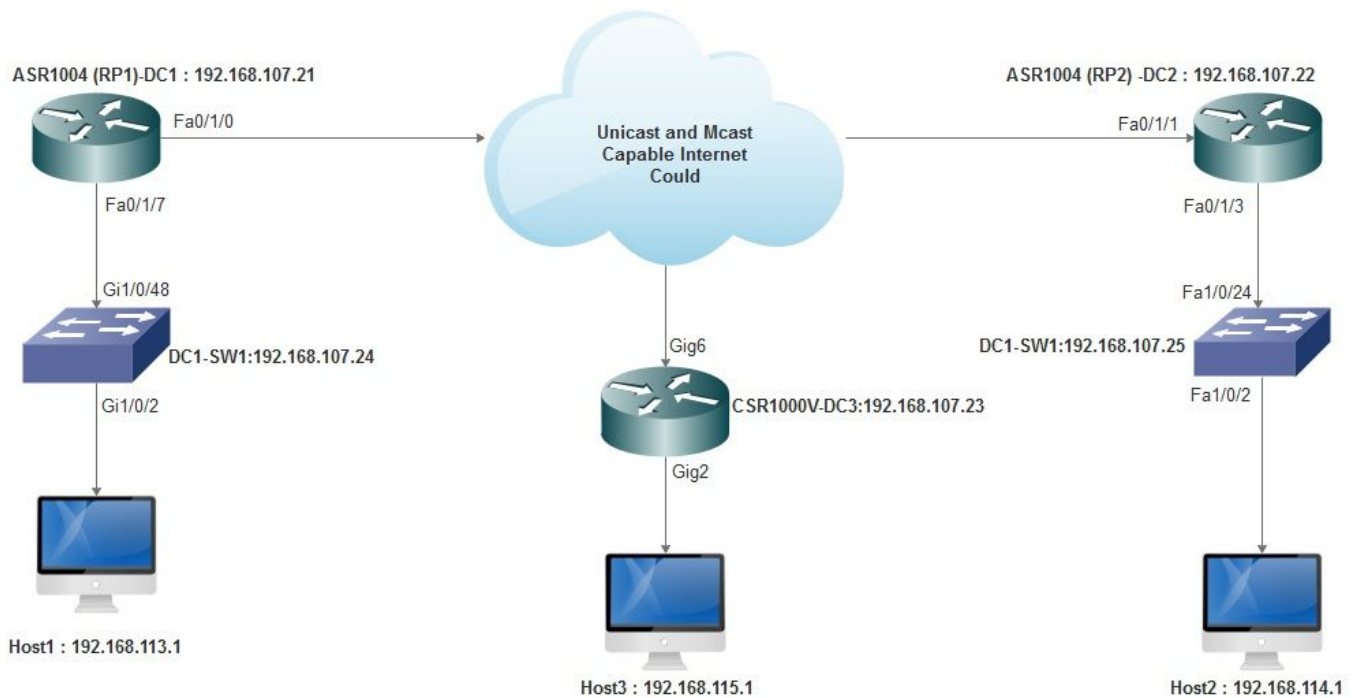 ASR1004 (RP1)-DC1 : 192.168.107.21
ASR1004 (RP2) -DC2 : 192.168.107.22
Fa0/1/0
Unicast and Mcast
Capable Internet
Could
Fa0/1/1
Fa0/1/7
Fa0/1/3
Gi1/0/48
Fa1/0/24
DC1-SW1:192.168.107.24
Gig6
DC1-SW1:192.168.107.25
Gi1/0/2
CSR1000V-DC3:192.168.107.23
Fa1/0/2
Gig2
Host1 : 192.168.113.1
Host3 : 192.168.115.1
Host2 : 192.168.114.1